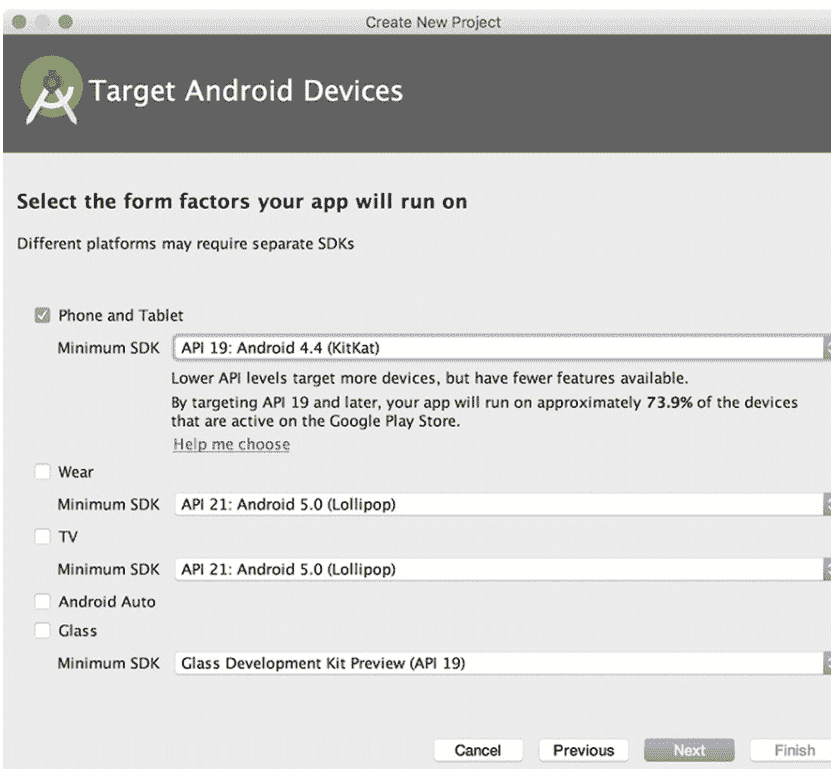 Create New Project
Target Android Devices
Select the form factors your app will run on
Different platforms may require separate SDKs
Phone and Tablet
Minimum SDK API 19: Android 4.4 (KitKat)
Lower API levels target more devices, but have fewer features available.
By targeting API 19 and later, your app will run on approximately 73.9% of the devices
that are active on the Google Play Store.
Help me choose
Wear
Minimum SDK API 21: Android 5.0 (Lollipop)
TV
Minimum SDK API 21: Android 5.0 (Lollipop)
Android Auto
Glass
Minimum SDK Glass Development Kit Preview (API 19)
Cancel Previous Next Finish